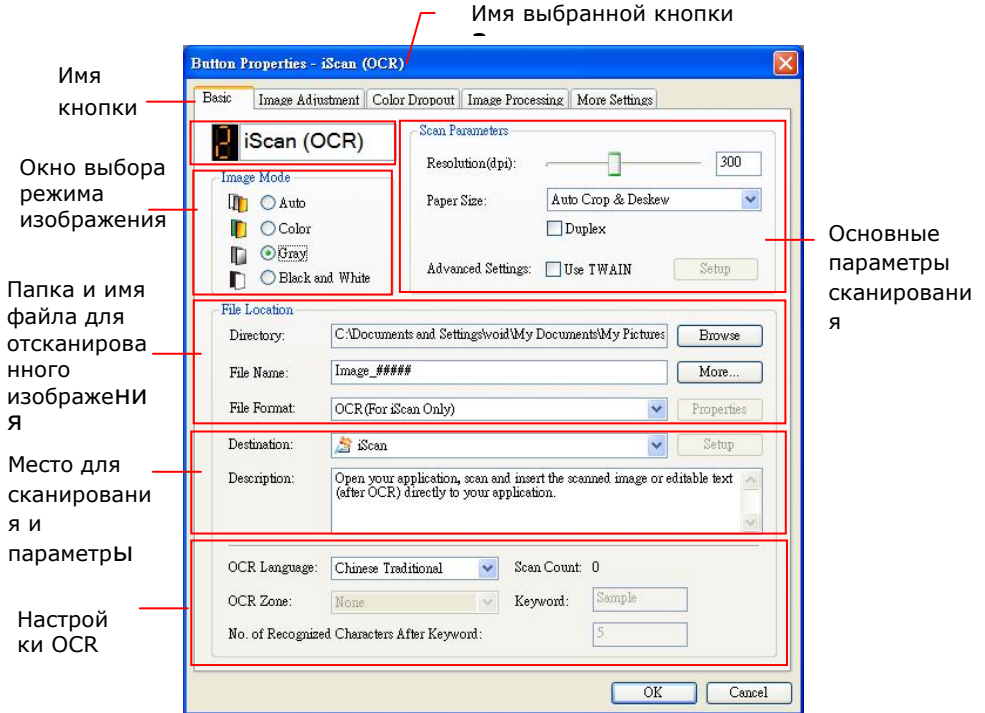 Имя выбранной кнопки
Button Properties - iScan (OCR)
Имя
кнопки
Basic
Image Adjustment
Color Dropout
Image Processing
More Settings
2 iScan (OCR)
Окно выбора
режима
изображения
Image Mode
Auto
Color
Gray
Black and White
Scan Parameters
Resolution(dpi):
300
Paper Size:
Auto Crop & Deskew
Duplex
Advanced Settings:
Use TWAIN
Setup
Основные
параметры
сканировани
я
Папка и имя
файла для
отсканирова
нного
изображени
я
File Location
Directory:
C:\Documents and Settings\void\My Documents\My Pictures
Browse
File Name:
Image_#####
More...
File Format:
OCR(For iScan Only)
Properties
Место для
сканировани
я и
параметры
Destination:
iScan
Setup
Description:
Open your application, scan and insert the scanned image or editable text
(after OCR) directly to your application.
Настрой
ки OCR
OCR Language:
Chinese Traditional
Scan Count: 0
OCR Zone:
None
Keyword:
Sample
No. of Recognized Characters After Keyword:
5
OK
Cancel